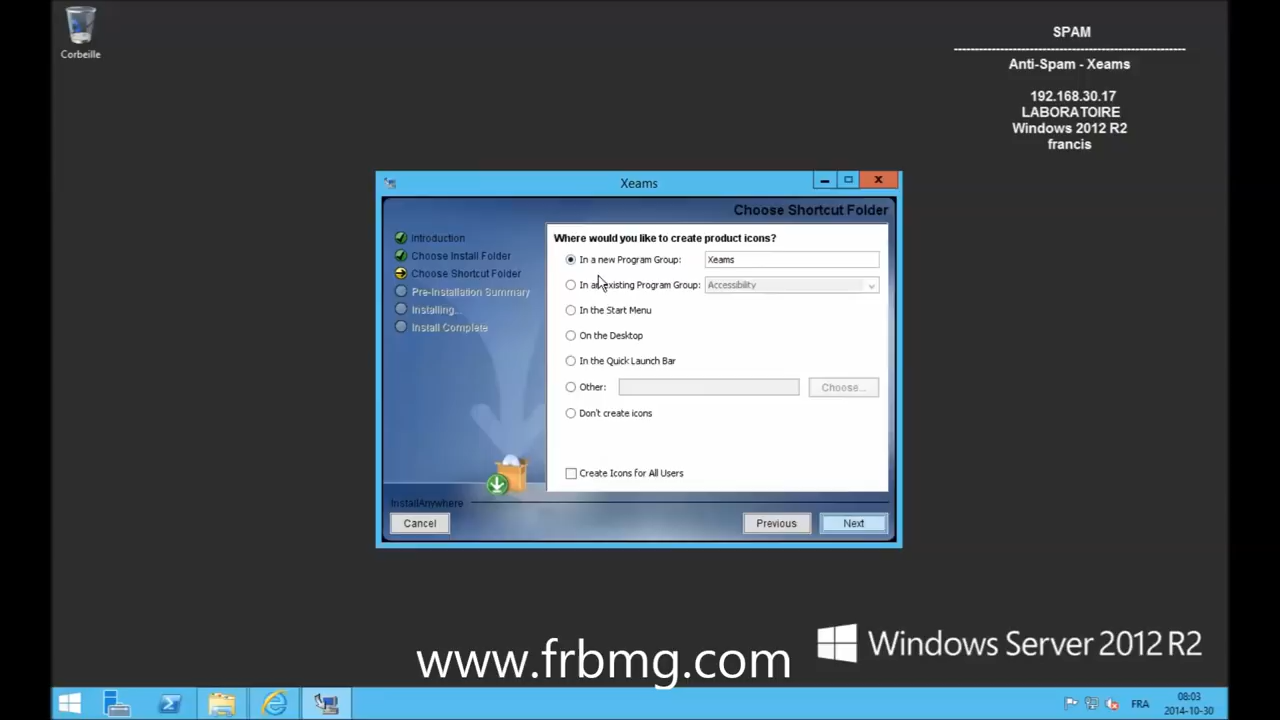 Corbeille
SPAM
Anti-Spam - Xeams
192.168.30.17
LABORATOIRE
Windows 2012 R2
francis
Xeams
Choose Shortcut Folder
Introduction
Choose Install Folder
Choose Shortcut Folder
Pre-Installation Summary
Installing...
Install Complete
Where would you like to create product icons?
In a new Program Group: Xeams
In an existing Program Group: Accessibility
In the Start Menu
On the Desktop
In the Quick Launch Bar
Other: Choose...
Don't create icons
Create Icons for All Users
InstallAnywhere
Cancel Previous Next
www.frbmg.com
Windows Server 2012 R2
FRA
08:03
2014-10-30